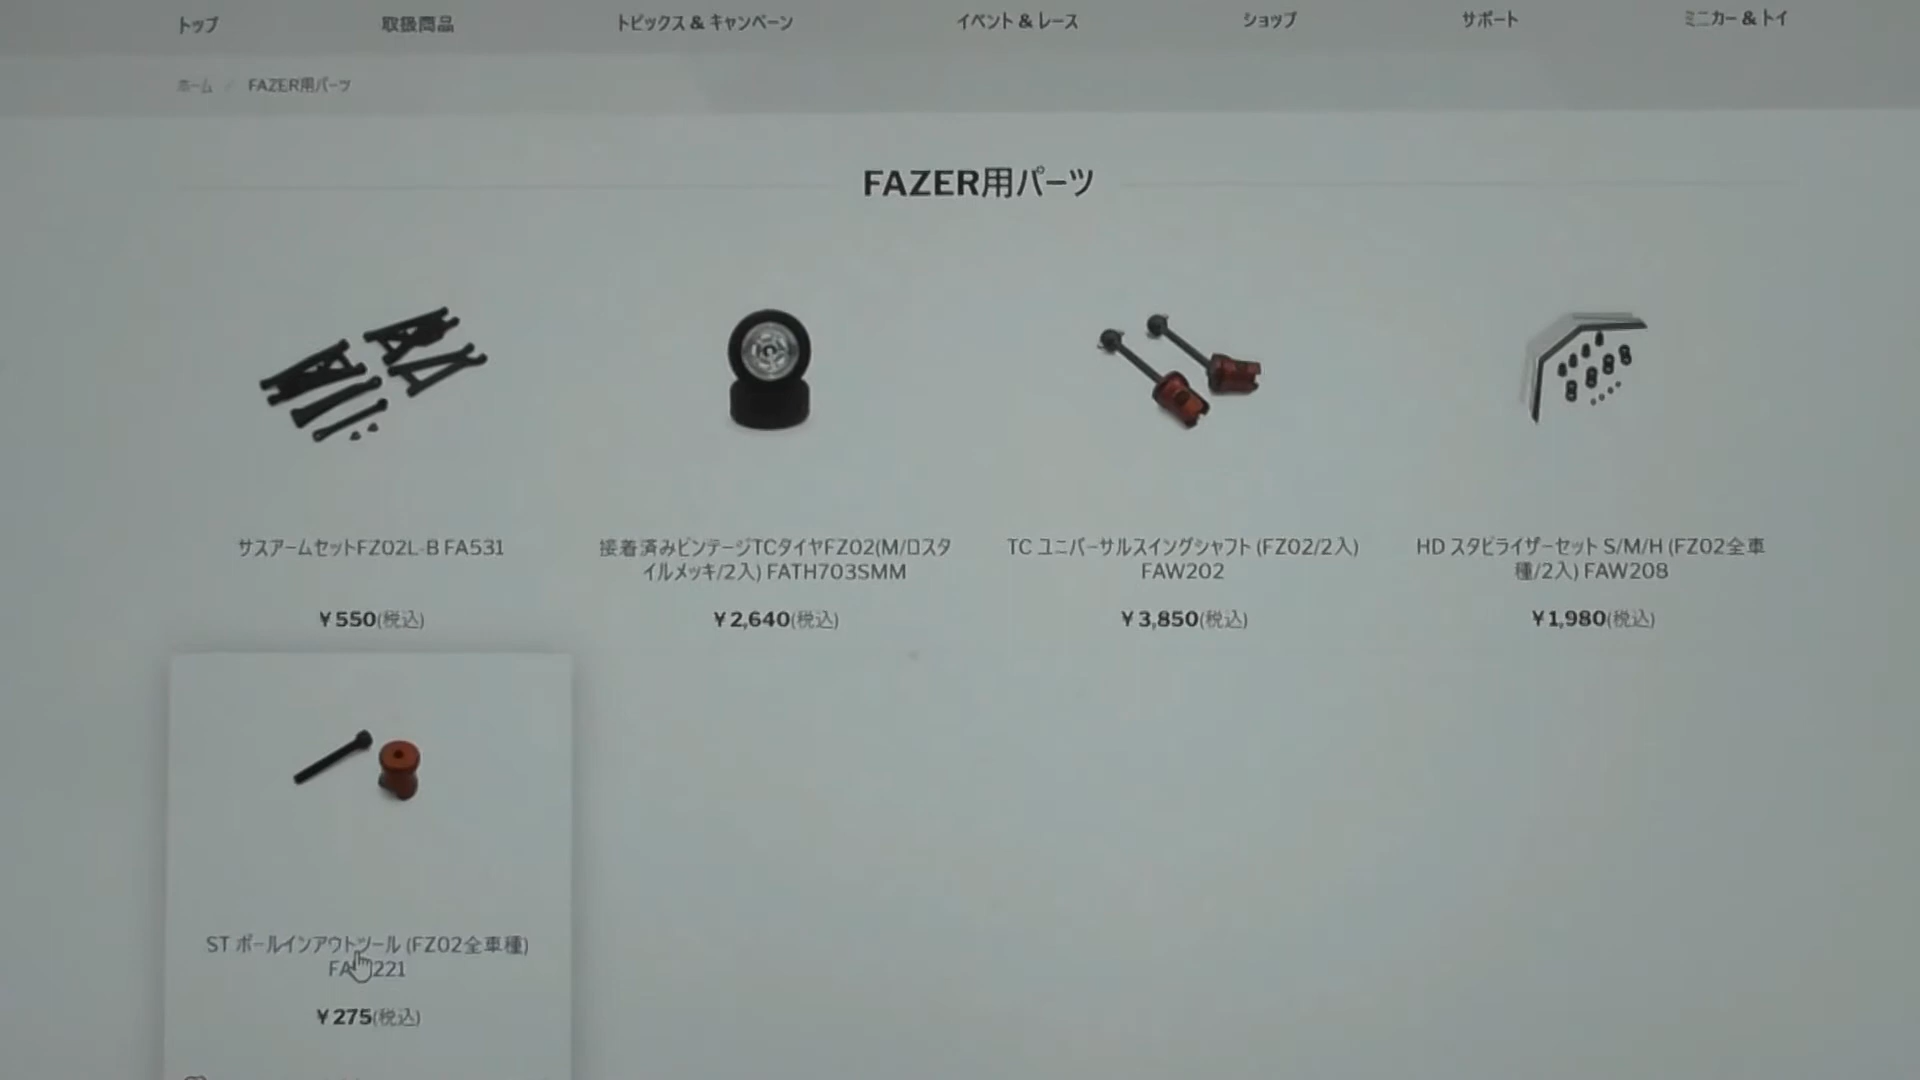 トップ
取扱商品
トピックス & キャンペーン
イベント & レース
ショップ
サポート
ミニカー & トイ
ホーム / FAZER用パーツ
FAZER用パーツ
サスアームセットFZ02L-B FA531
¥550(税込)
接着済みビンテージTCタイヤFZ02(M/ロスタ
イルメッキ/2入) FATH703SMM
¥2,640(税込)
TC ユニバーサルスイングシャフト (FZ02/2入)
FAW202
¥3,850(税込)
HD スタビライザーセット S/M/H (FZ02全車
種/2入) FAW208
¥1,980(税込)
ST ボールインアウトツール (FZ02全車種)
¥275(税込)